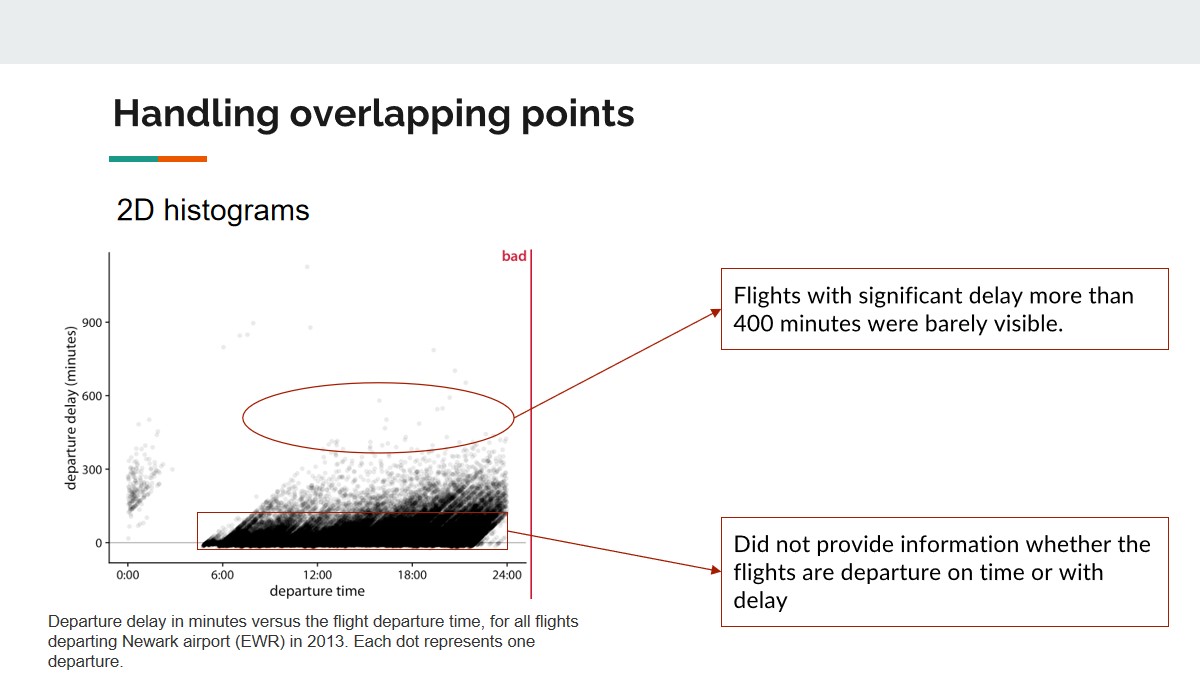 Handling overlapping points
2D histograms
bad
900
600
300
0
departure delay (minutes)
0:00 6:00 12:00 18:00 24:00
departure time
Departure delay in minutes versus the flight departure time, for all flights
departing Newark airport (EWR) in 2013. Each dot represents one
departure.
Flights with significant delay more than
400 minutes were barely visible.
Did not provide information whether the
flights are departure on time or with
delay